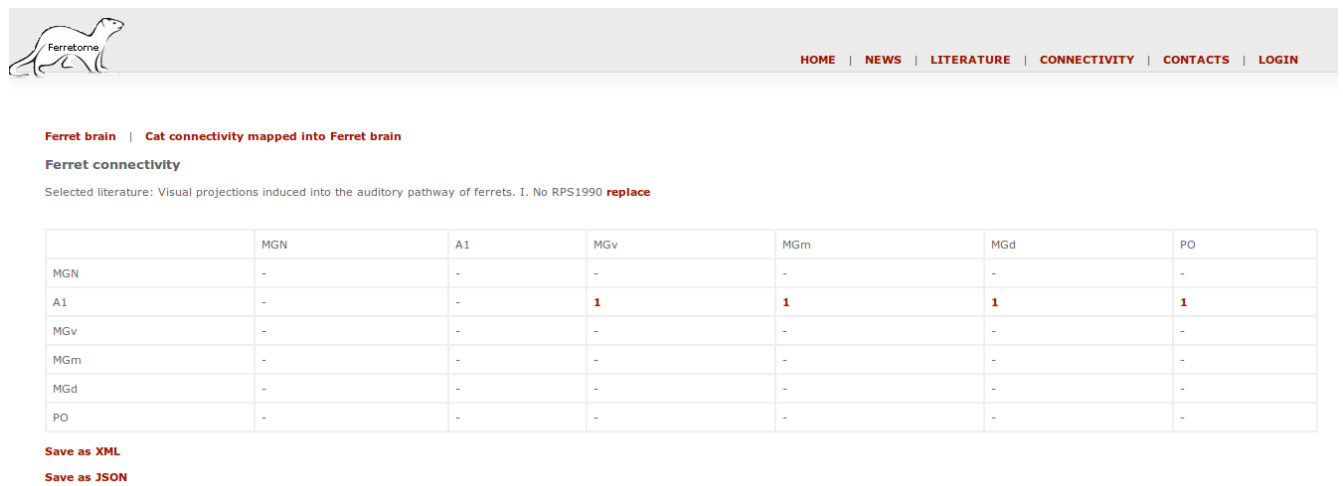 Ferretome
HOME | NEWS | LITERATURE | CONNECTIVITY | CONTACTS | LOGIN
Ferret brain | Cat connectivity mapped into Ferret brain
Ferret connectivity
Selected literature: Visual projections induced into the auditory pathway of ferrets. I. No RPS1990 replace
MGN A1 MGv MGm MGd PO
MGN - - - - - -
A1 - - 1 1 1 1
MGv - - - - - -
MGm - - - - - -
MGd - - - - - -
PO - - - - - -
Save as XML
Save as JSON